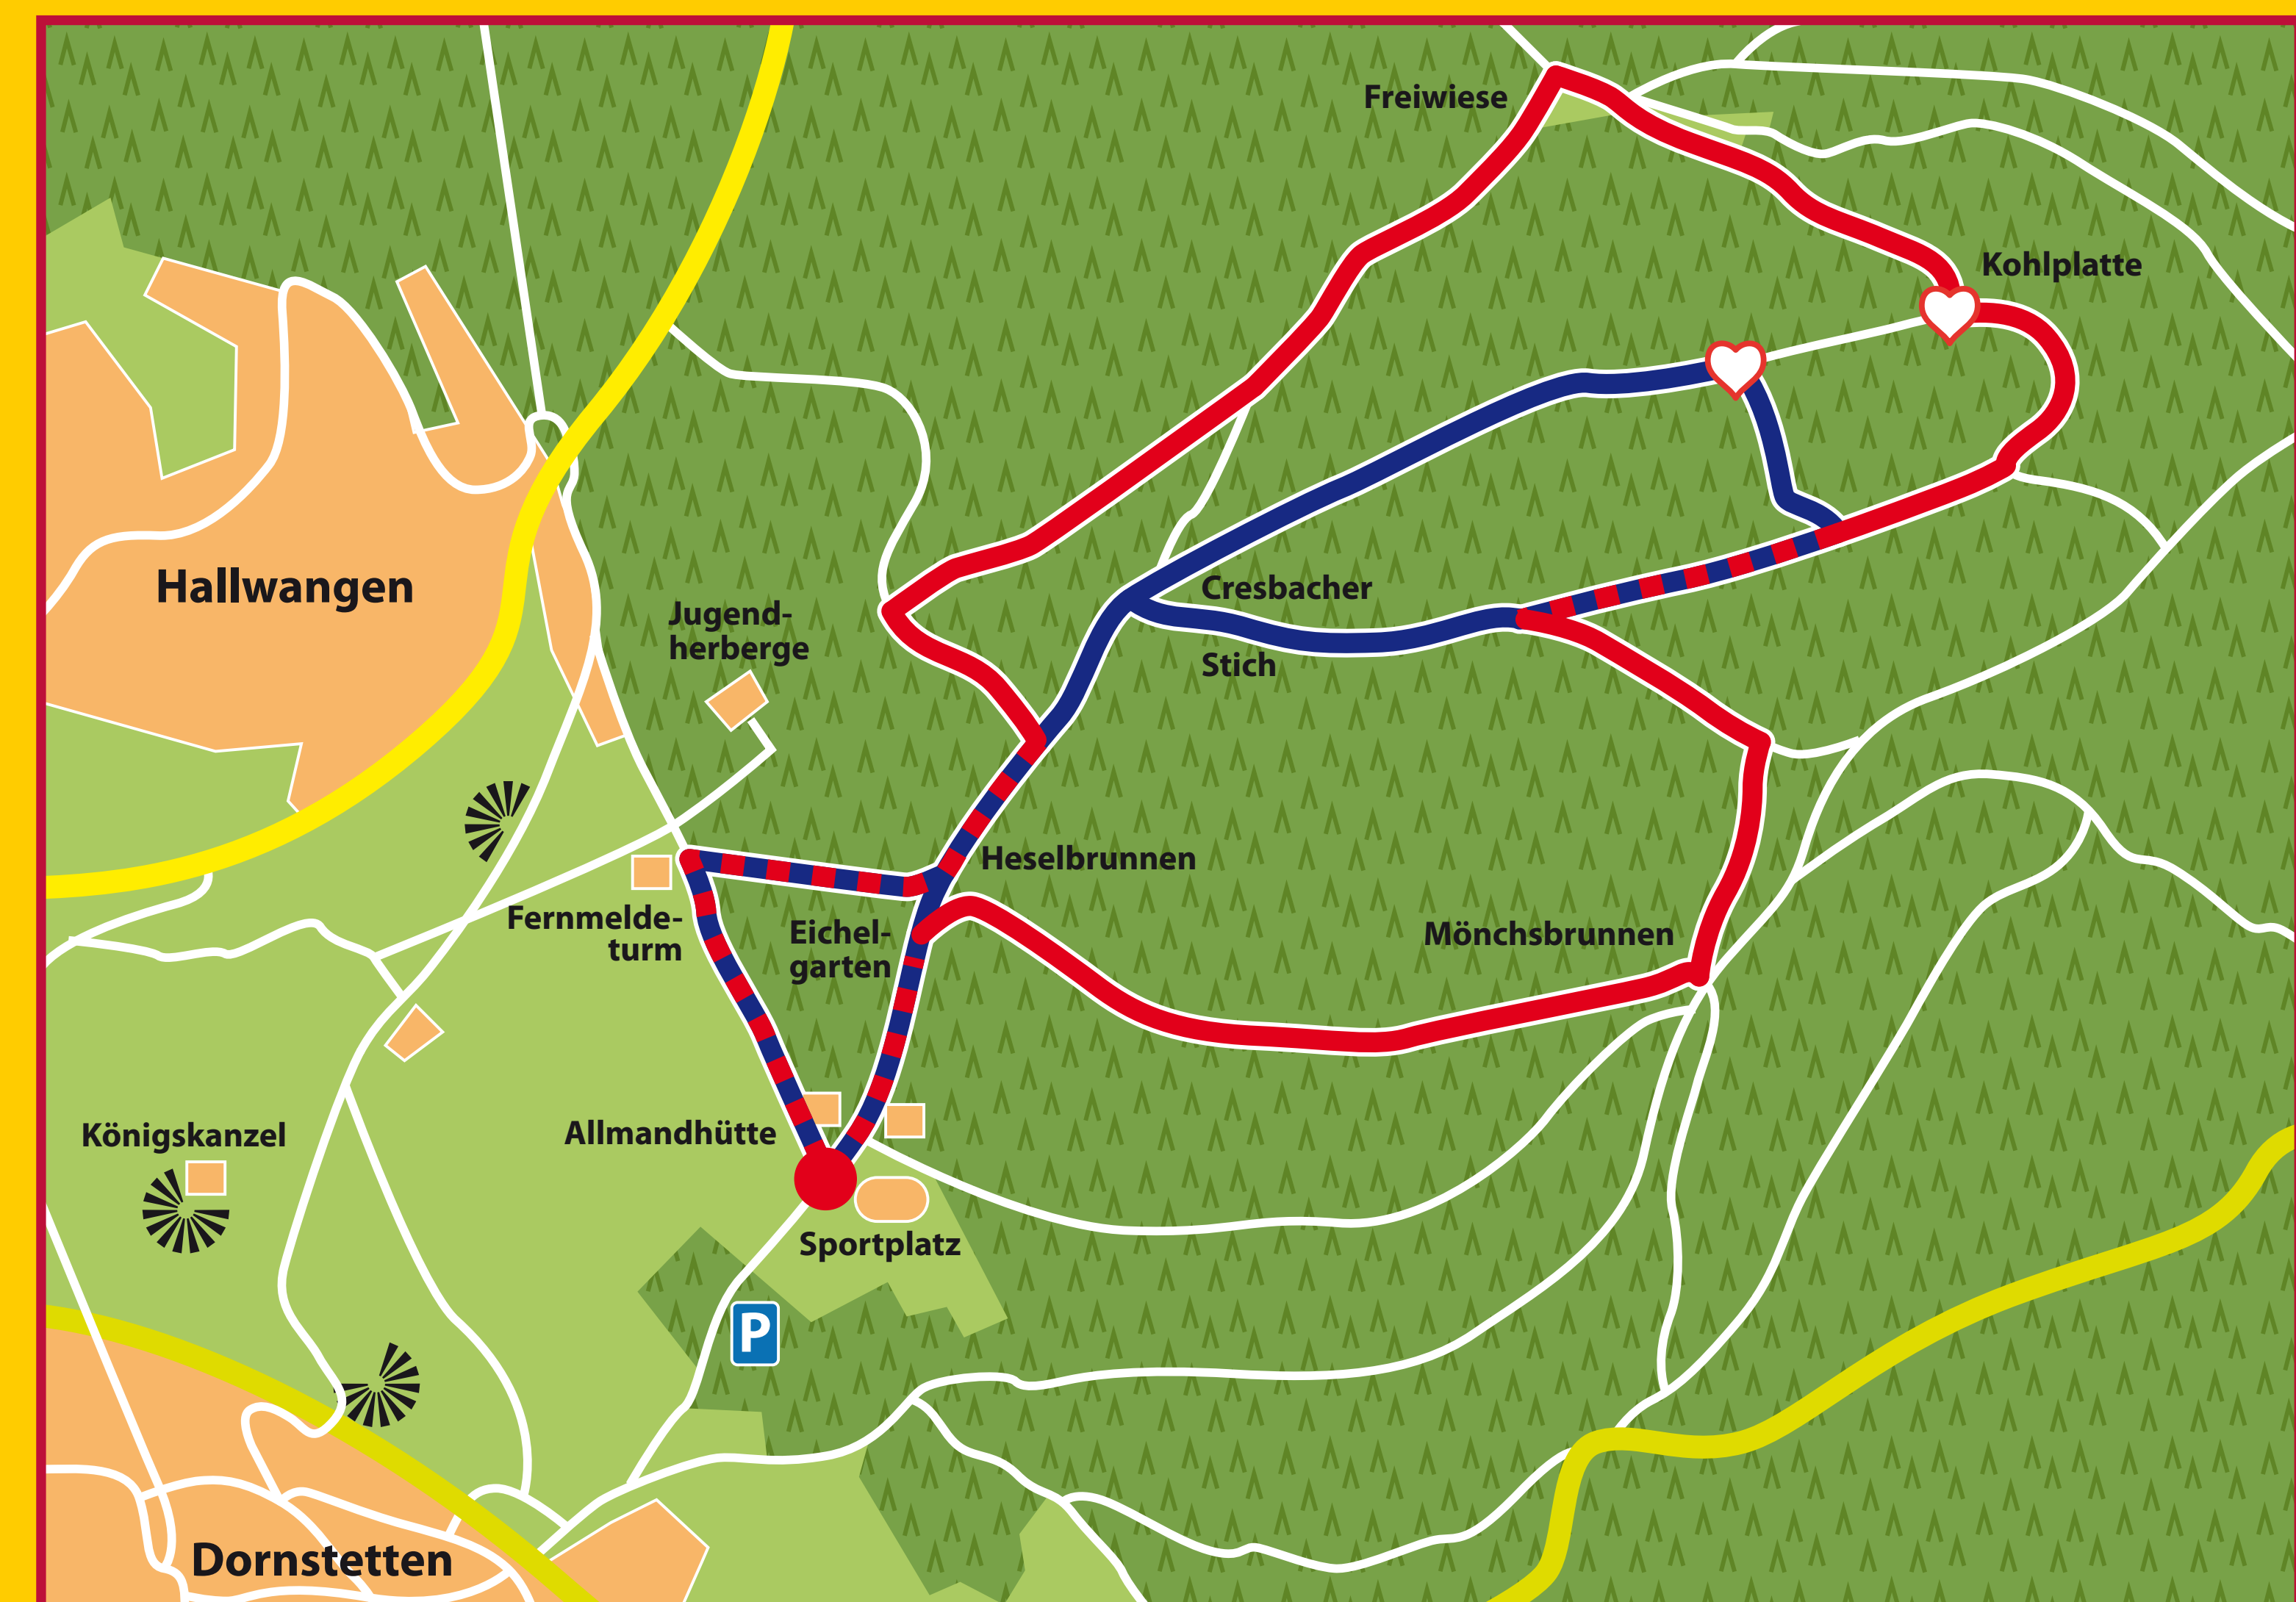 Freiwiese
Kohlplatte
Hallwangen
Jugend-
herberge
Cresbacher
Stich
Heselbrunnen
Fernmelde-
turm
Eichel-
garten
Mönchsbrunnen
Allmandhütte
Königskanzel
Sportplatz
P
Dornstetten